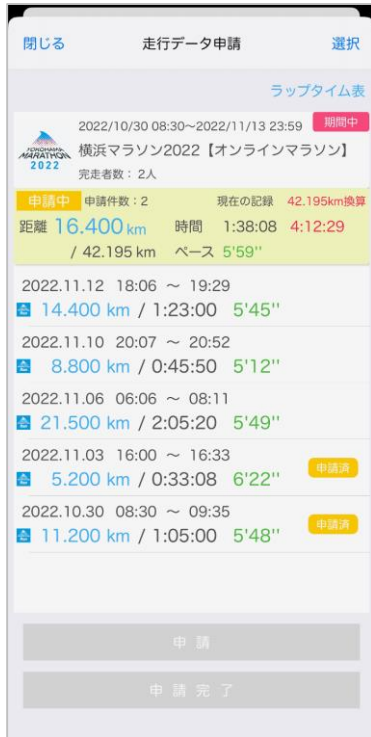 閉じる 走行データ申請 選択
ラップタイム表
2022/10/30 08:30～2022/11/13 23:59 期間中
YOKOHAMA MARATHON 2022
横浜マラソン2022【オンラインマラソン】
完走者数： 2人
申請中 申請件数：2 現在の記録 42.195km換算
距離 16.400 km 時間 1:38:08 4:12:29
/ 42.195 km ペース 5'59''
2022.11.12 18:06 ～ 19:29
14.400 km / 1:23:00 5'45''
2022.11.10 20:07 ～ 20:52
8.800 km / 0:45:50 5'12''
2022.11.06 06:06 ～ 08:11
21.500 km / 2:05:20 5'49''
2022.11.03 16:00 ～ 16:33
5.200 km / 0:33:08 6'22'' 申請済
2022.10.30 08:30 ～ 09:35
11.200 km / 1:05:00 5'48'' 申請済
申 請
申 請 完 了